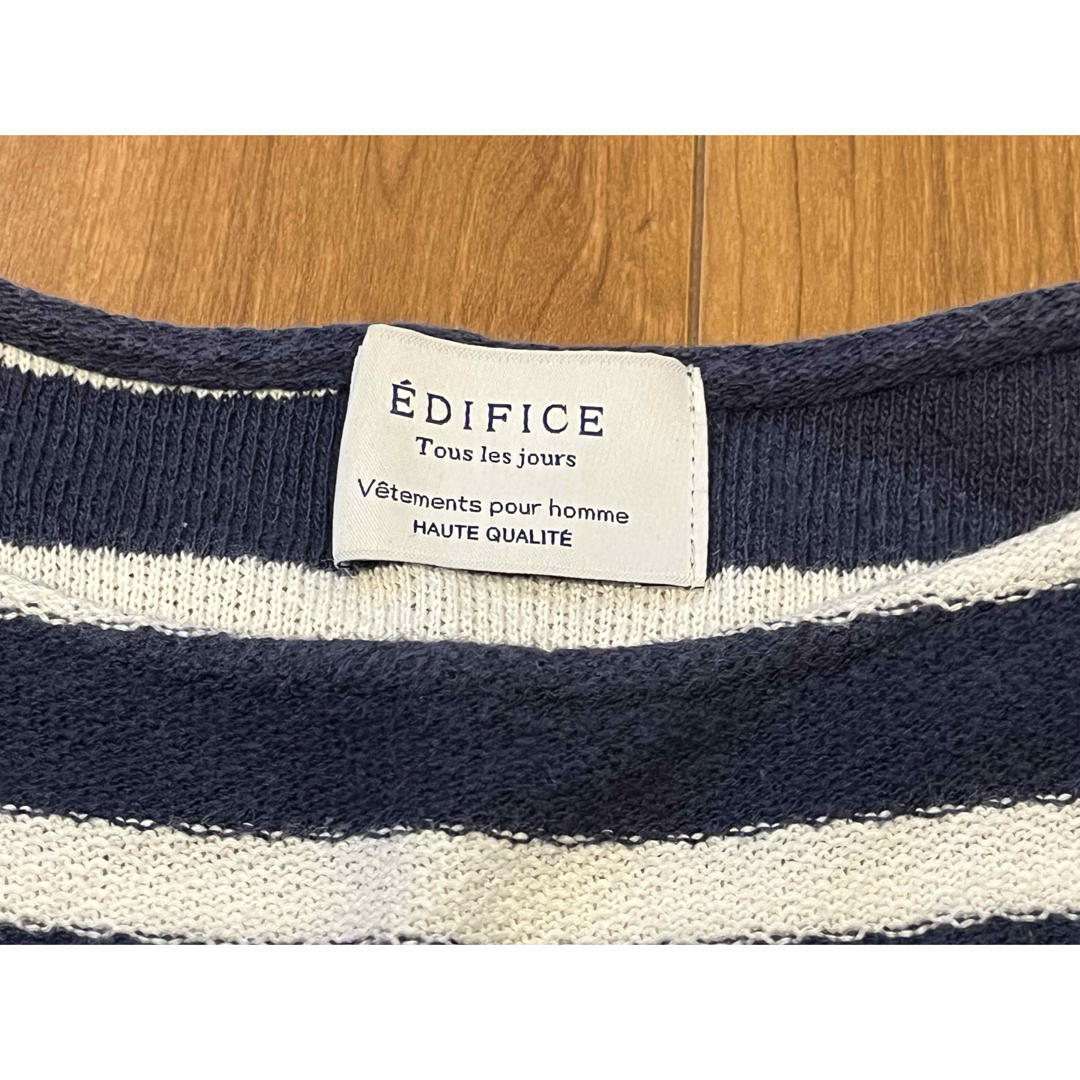 ÉDIFICE
Tous les jours
Vêtements pour homme
HAUTE QUALITÉ